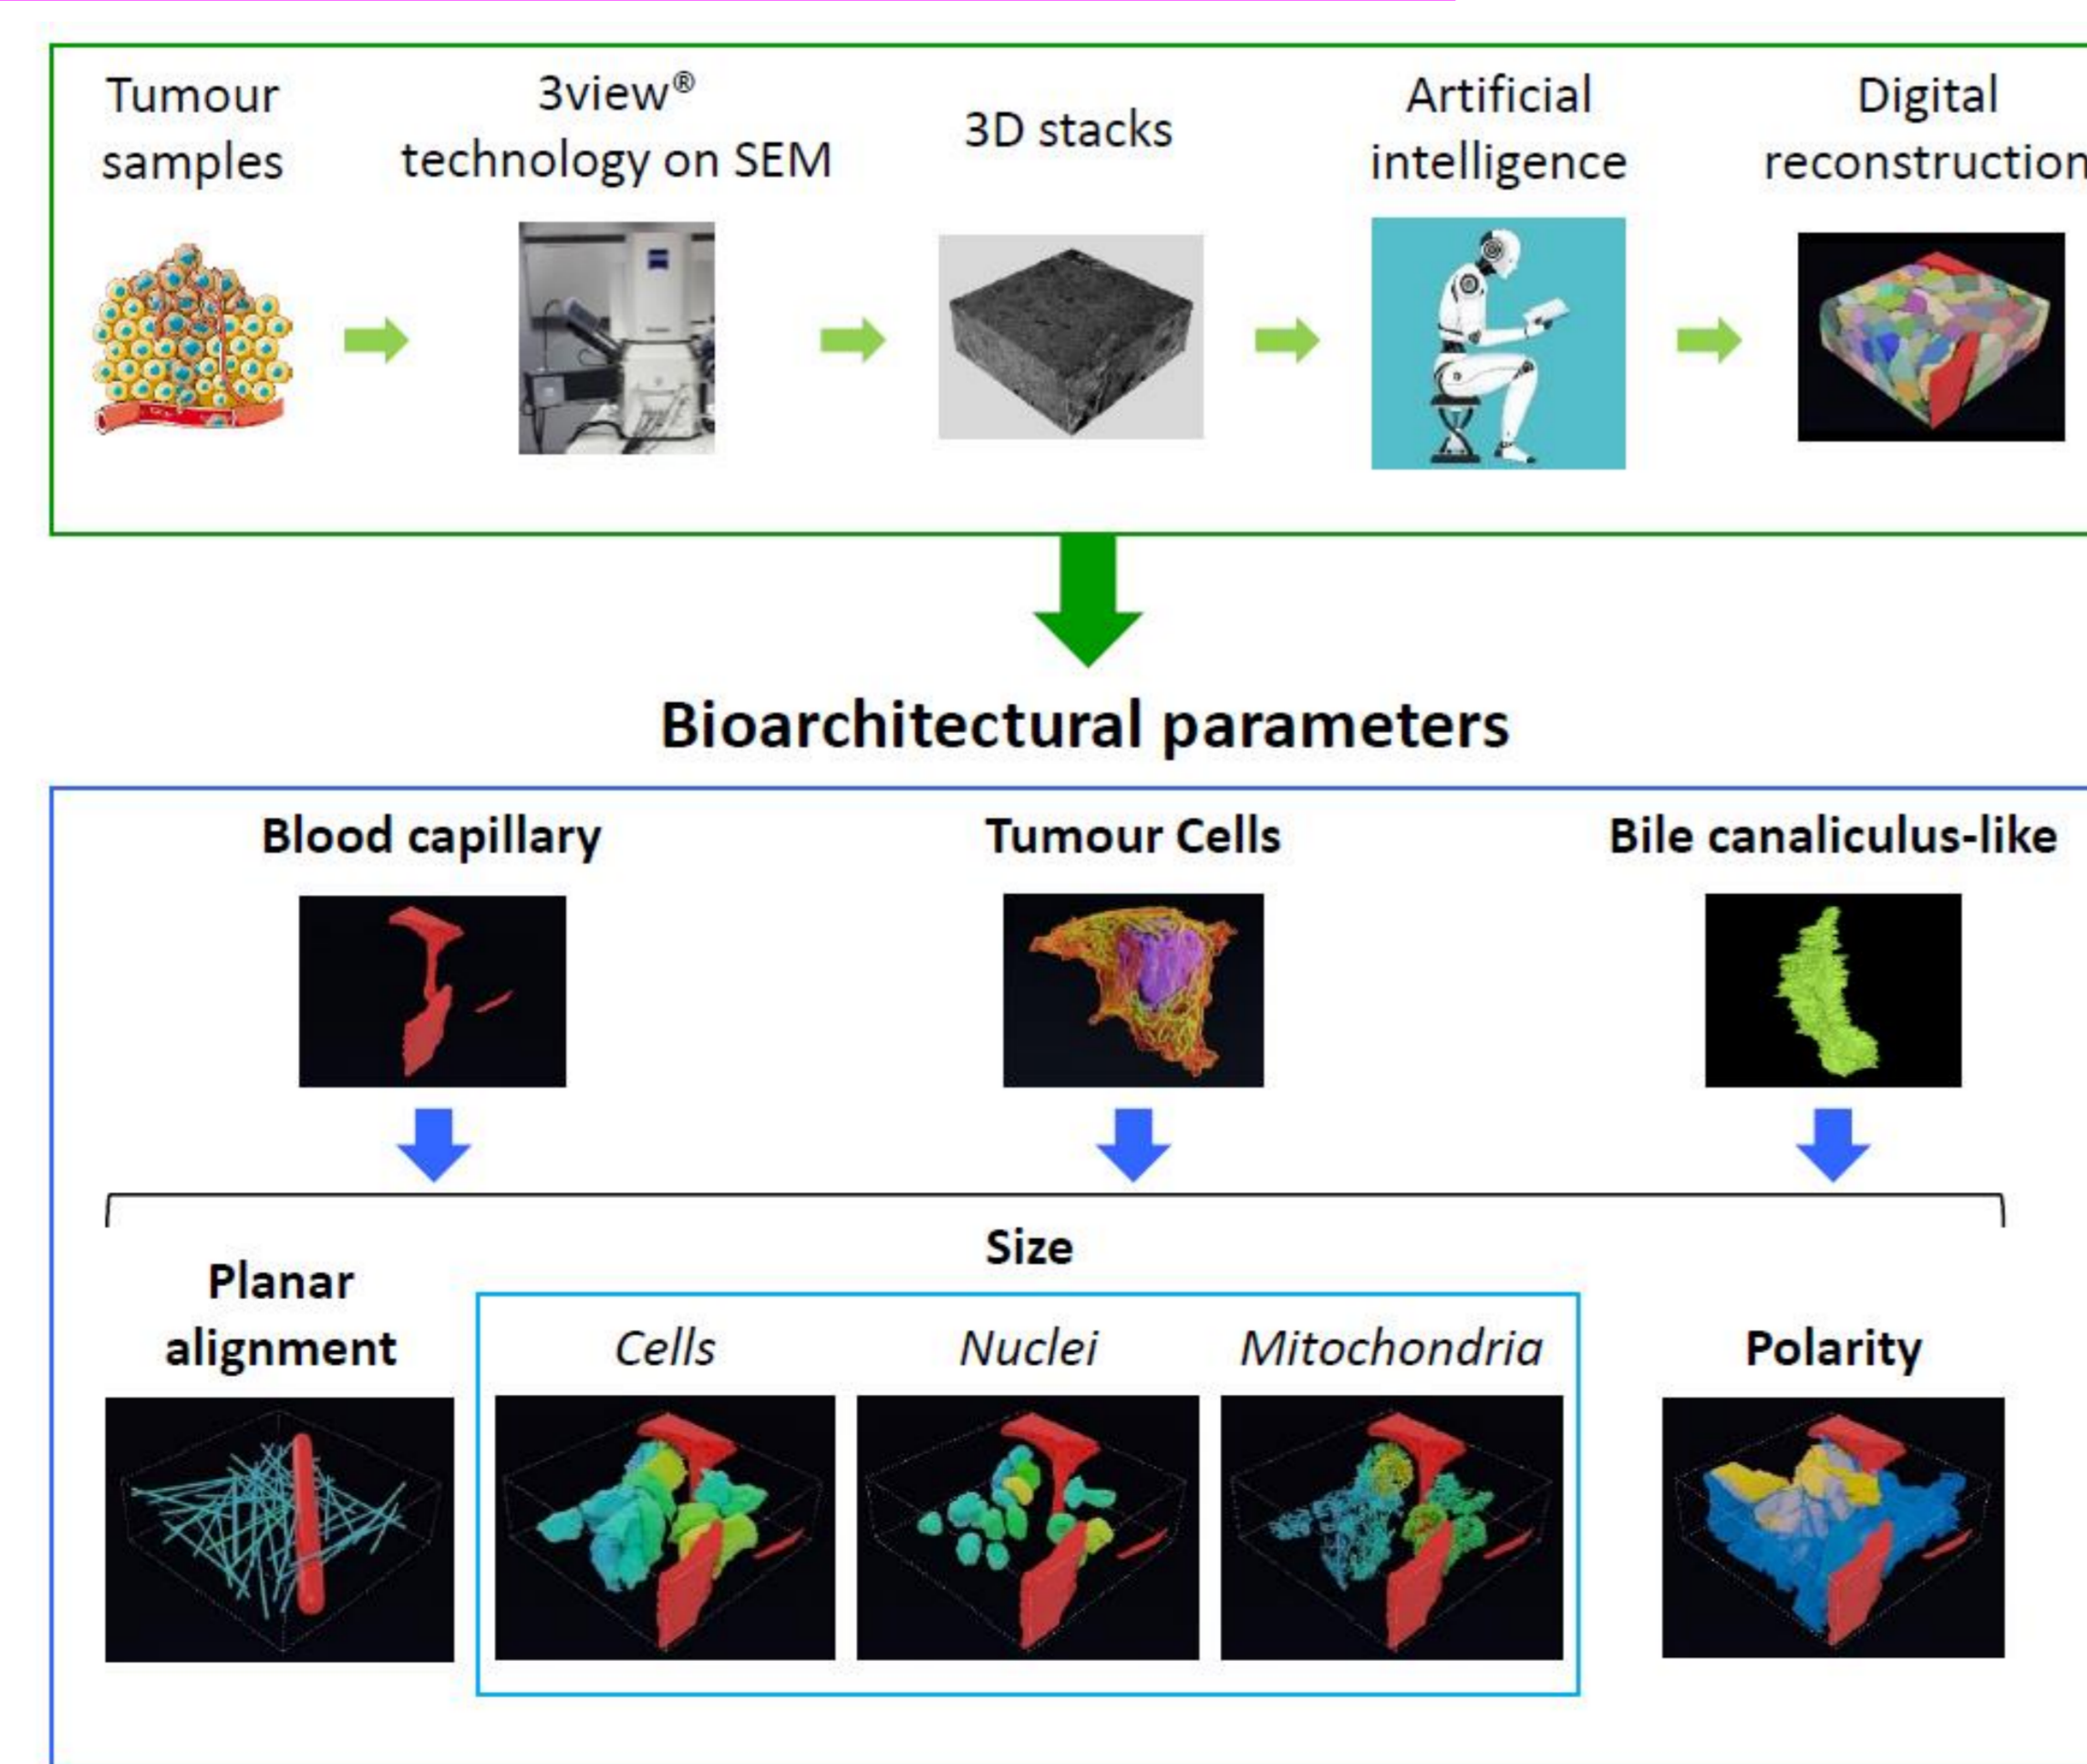 Tumour
samples
3view®
technology on SEM
3D stacks
Artificial
intelligence
Digital
reconstruction
Bioarchitectural parameters
Blood capillary
Tumour Cells
Bile canaliculus-like
Size
Planar
alignment
Cells
Nuclei
Mitochondria
Polarity